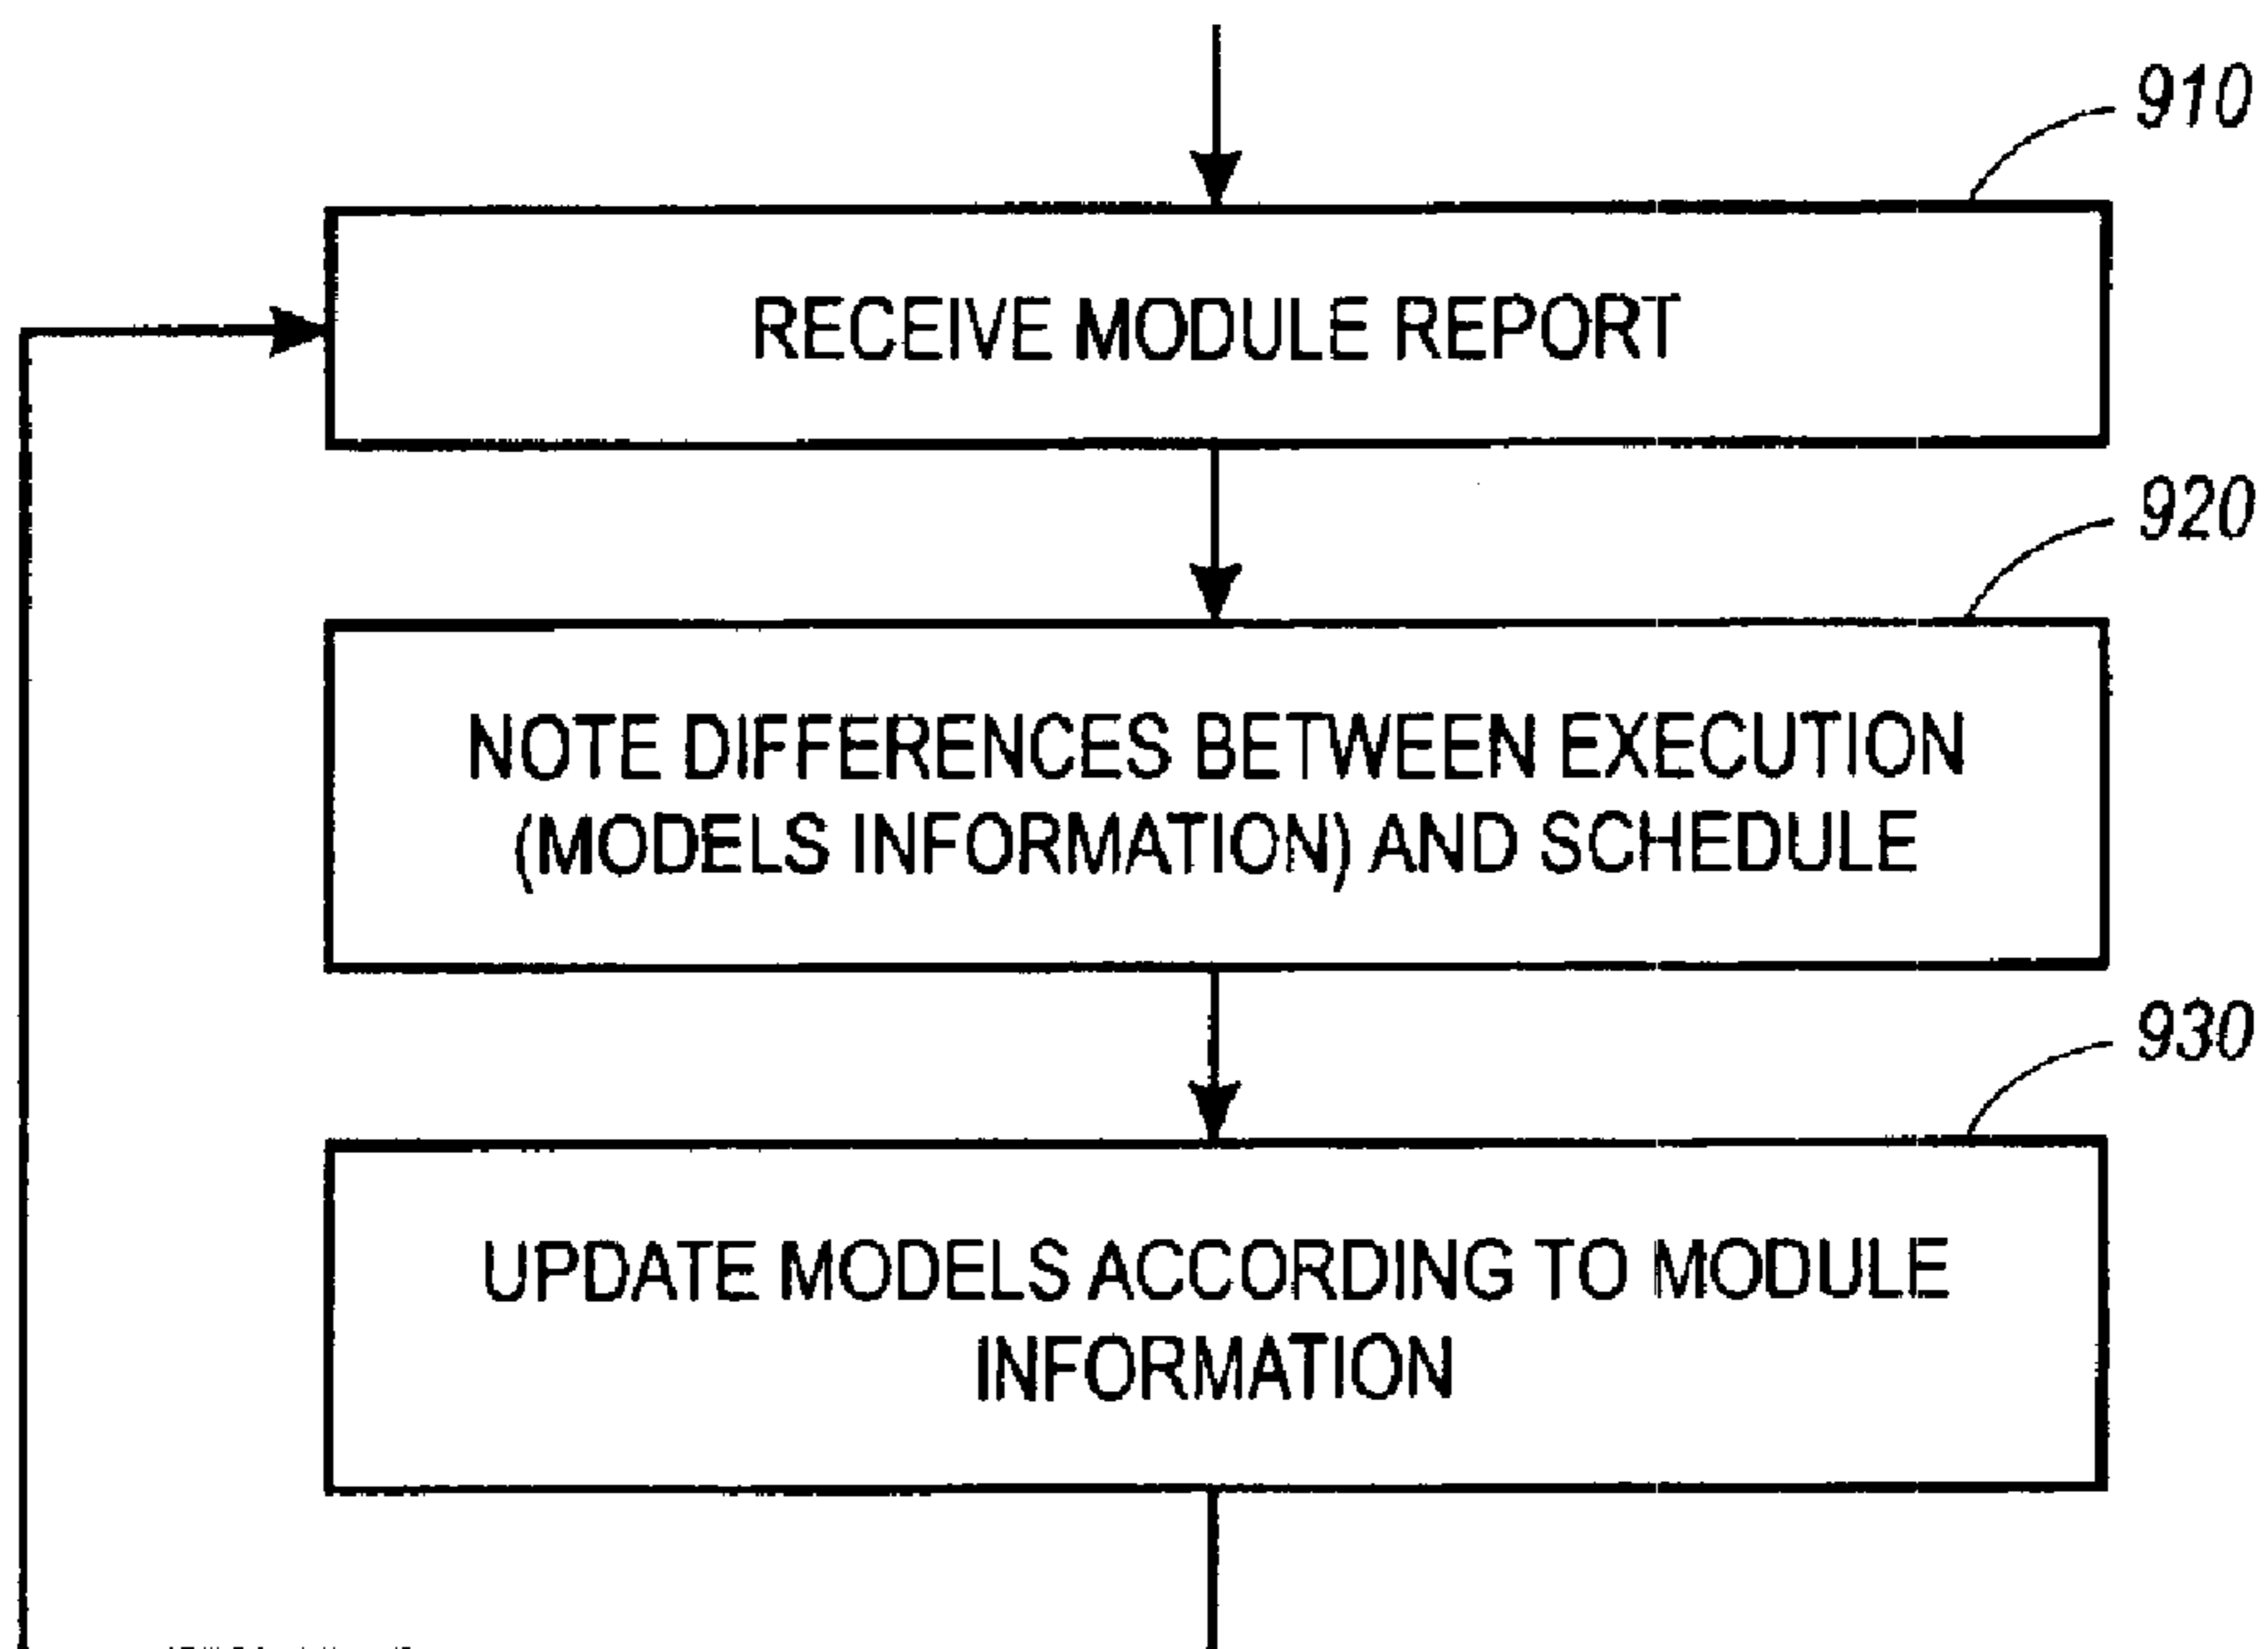 910
RECEIVE MODULE REPORT
920
NOTE DIFFERENCES BETWEEN EXECUTION
(MODELS INFORMATION) AND SCHEDULE
930
UPDATE MODELS ACCORDING TO MODULE
INFORMATION